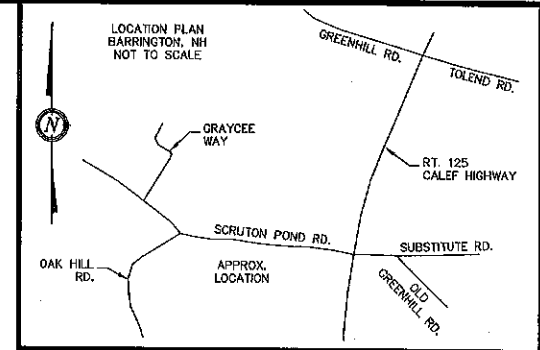 LOCATION PLAN
BARRINGTON, NH
NOT TO SCALE
GREENHILL RD.
TOLEND RD.
N
GRAYCEE
WAY
RT. 125
CALEF HIGHWAY
SCRUTON POND RD.
SUBSTITUTE RD.
OAK HILL
RD.
APPROX.
LOCATION
OLD
GREENHILL RD.